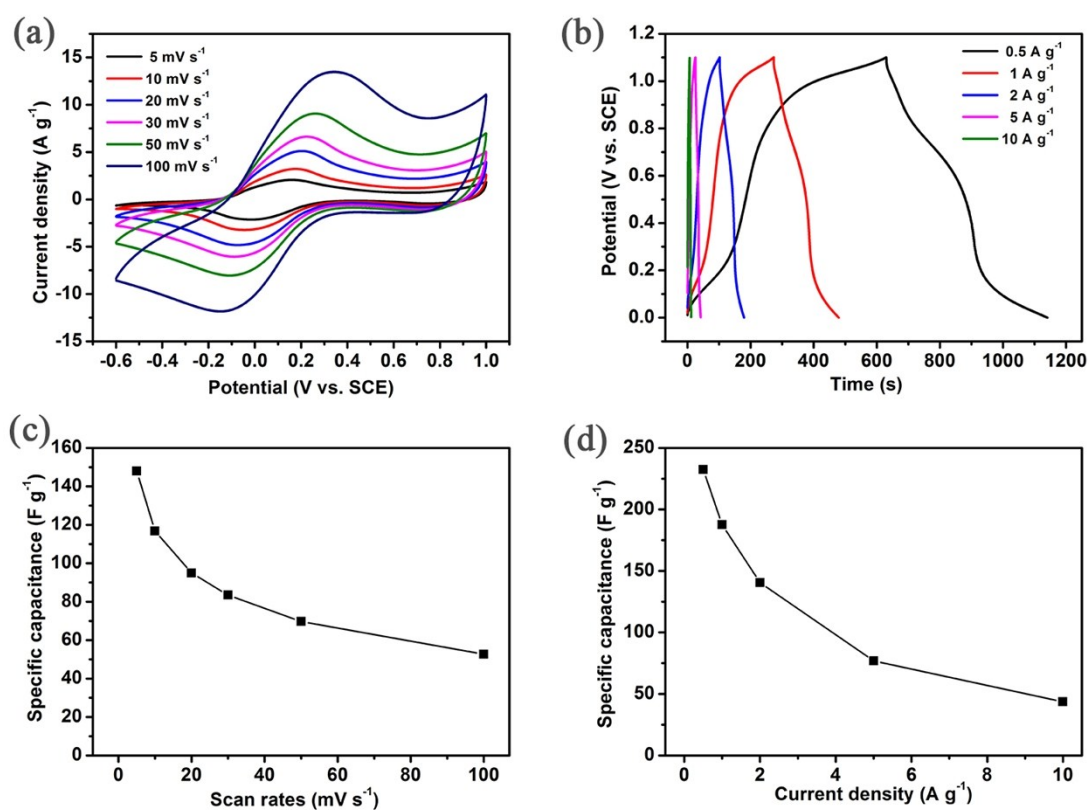 (a)
5 mV s⁻¹
10 mV s⁻¹
20 mV s⁻¹
30 mV s⁻¹
50 mV s⁻¹
100 mV s⁻¹
Current density (A g⁻¹)
15
10
5
0
-5
-10
-15
-0.6 -0.4 -0.2 0.0 0.2 0.4 0.6 0.8 1.0
Potential (V vs. SCE)
(b)
0.5 A g⁻¹
1 A g⁻¹
2 A g⁻¹
5 A g⁻¹
10 A g⁻¹
Potential (V vs. SCE)
1.2
1.0
0.8
0.6
0.4
0.2
0.0
0 200 400 600 800 1000 1200
Time (s)
(c)
Specific capacitance (F g⁻¹)
160
140
120
100
80
60
40
20
0
0 20 40 60 80 100
Scan rates (mV s⁻¹)
(d)
Specific capacitance (F g⁻¹)
250
200
150
100
50
0
0 2 4 6 8 10
Current density (A g⁻¹)